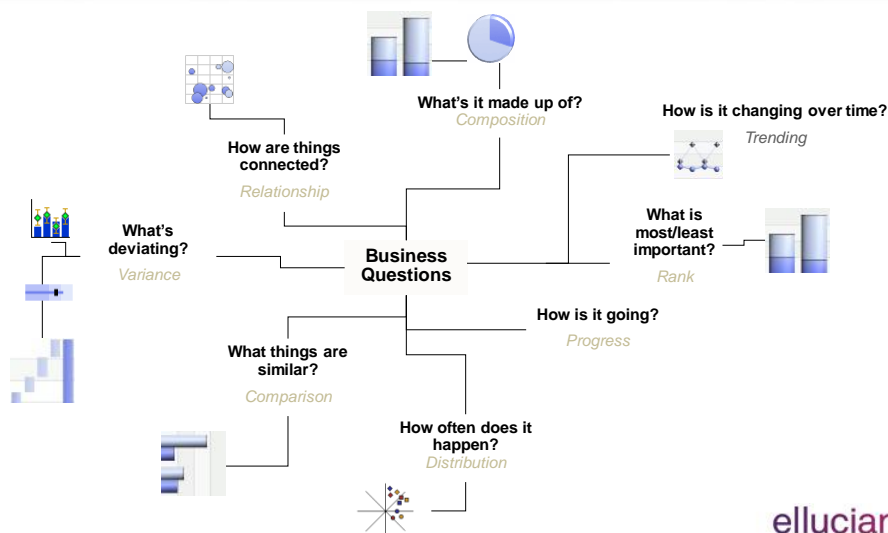 What's it made up of?
Composition
How is it changing over time?
Trending
How are things
connected?
Relationship
What is
most/least
important?
Rank
What's
deviating?
Variance
Business
Questions
How is it going?
Progress
What things are
similar?
Comparison
How often does it
happen?
Distribution
ellucian